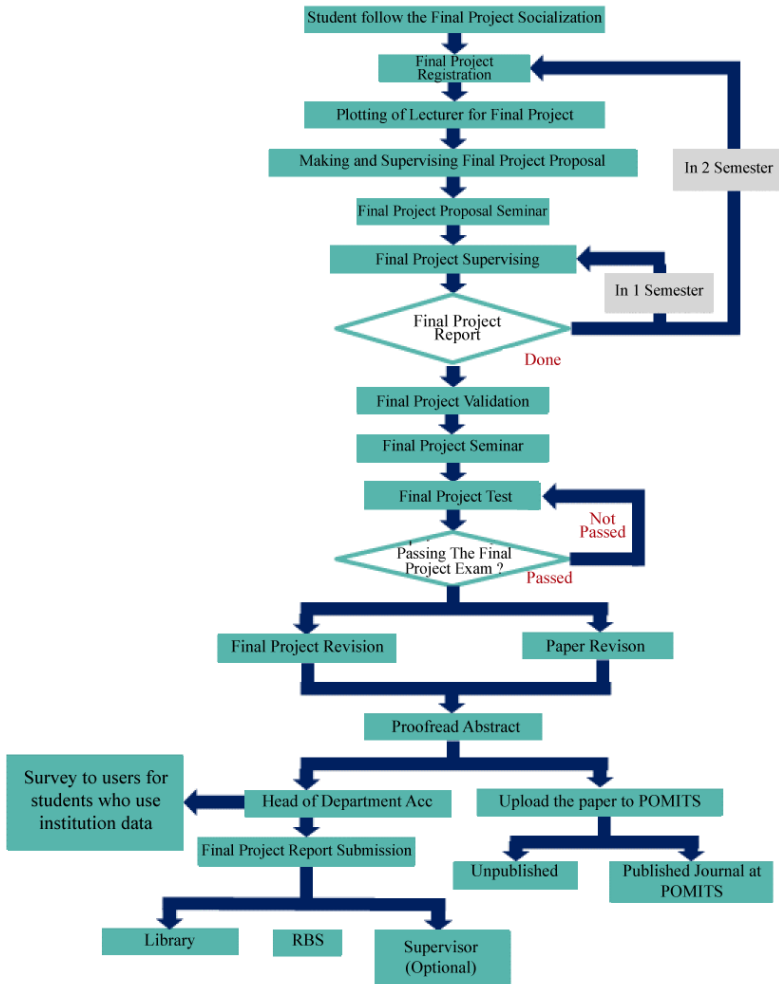 Student follow the Final Project Socialization
Final Project
Registration
Plotting of Lecturer for Final Project
Making and Supervising Final Project Proposal
In 2 Semester
Final Project Proposal Seminar
Final Project Supervising
In 1 Semester
Final Project
Report
Done
Final Project Validation
Final Project Seminar
Final Project Test
Not
Passed
Passing The Final
Project Exam ?
Passed
Final Project Revision
Paper Revison
Proofread Abstract
Survey to users for
students who use
institution data
Head of Department Acc
Upload the paper to POMITS
Final Project Report Submission
Unpublished
Published Journal at
POMITS
Library
RBS
Supervisor
(Optional)